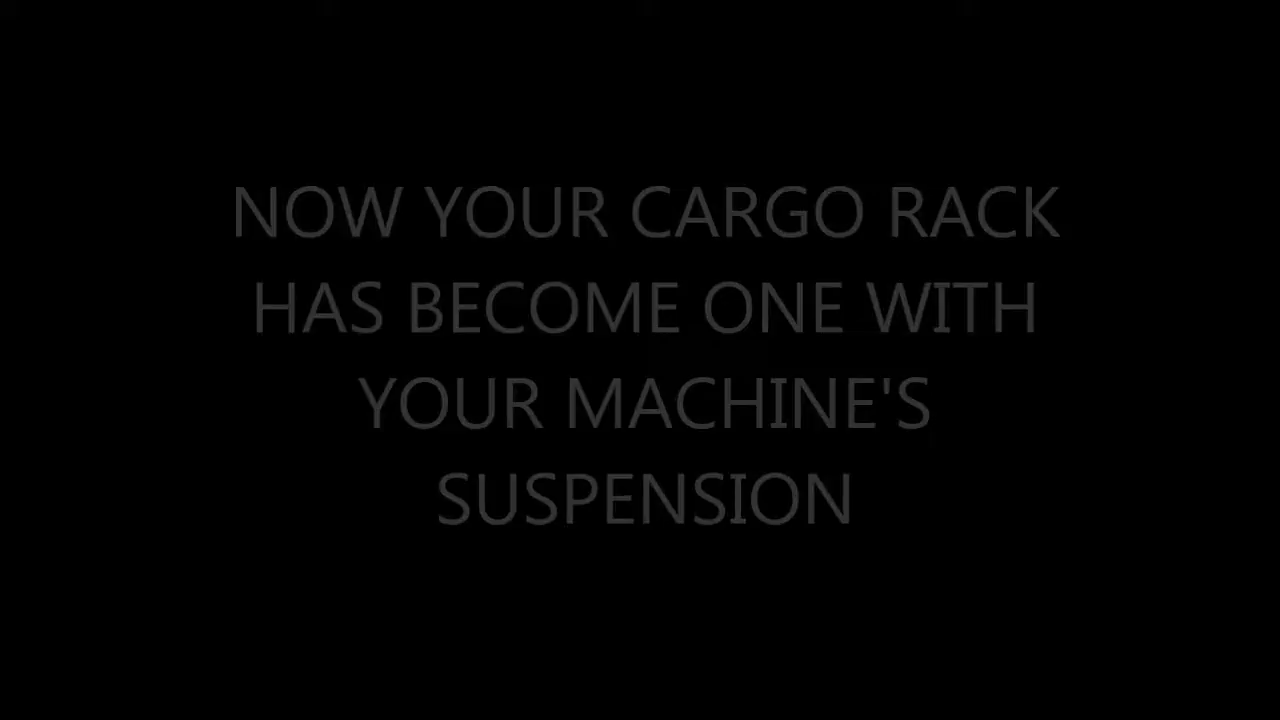 NOW YOUR CARGO RACK
HAS BECOME ONE WITH
YOUR MACHINE'S
SUSPENSION